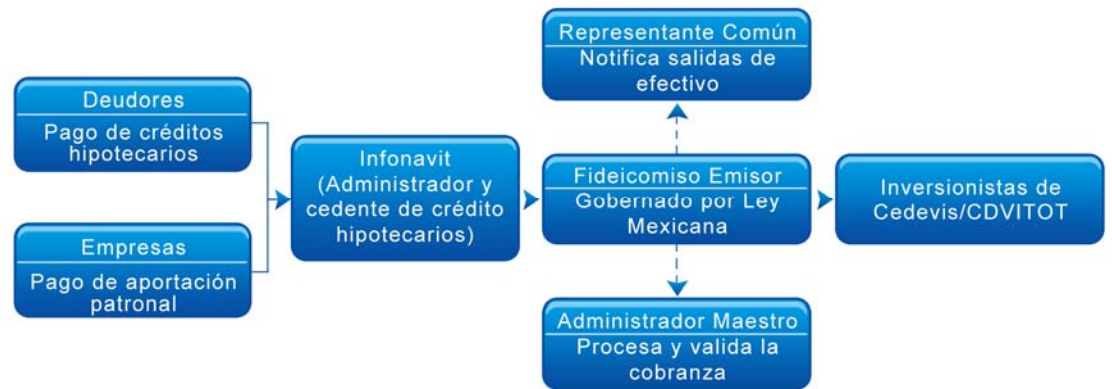 Deudores
Pago de créditos
hipotecarios
Empresas
Pago de aportación
patronal
Infonavit
(Administrador y
cedente de crédito
hipotecarios)
Representante Común
Notifica salidas de
efectivo
Fideicomiso Emisor
Gobernado por Ley
Mexicana
Administrador Maestro
Procesa y valida la
cobranza
Inversionistas de
Cedevis/CDVITOT